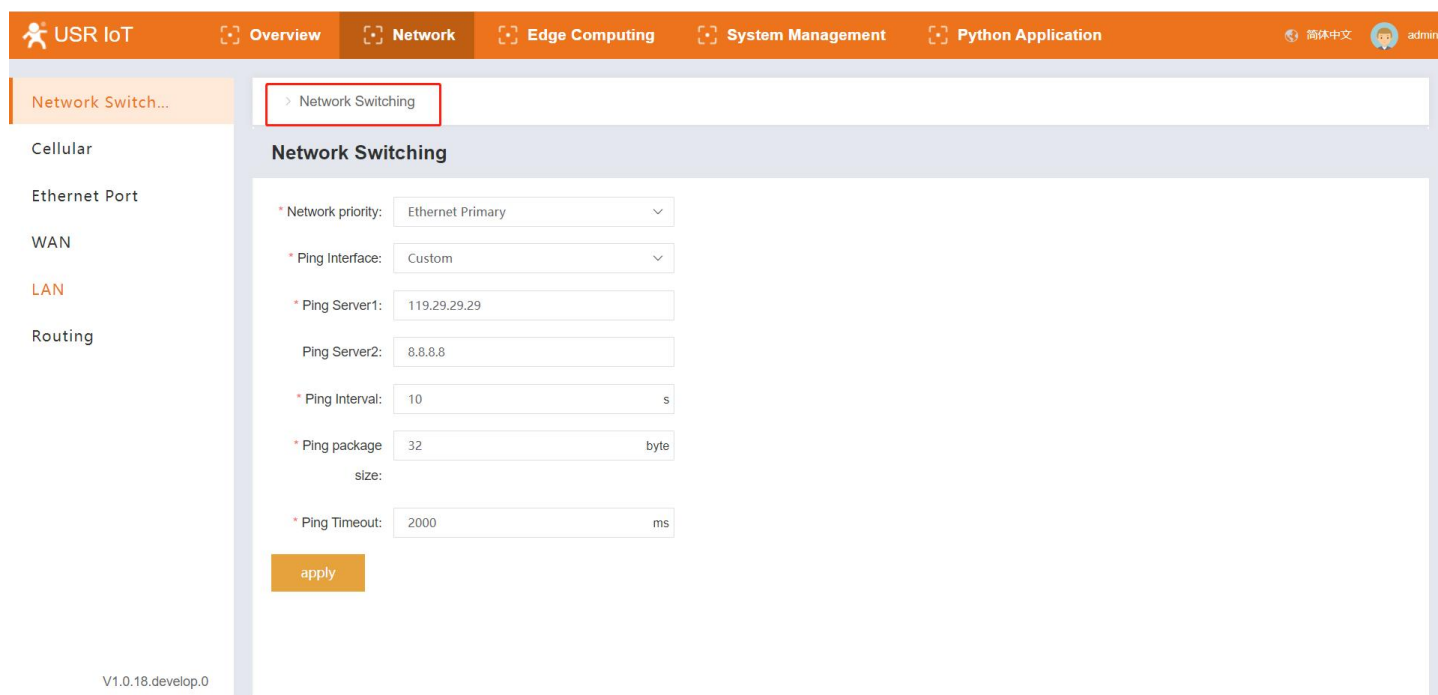 USR IoT Overview Network Edge Computing System Management Python Application 简体中文 admin
Network Switch...
Cellular
Ethernet Port
WAN
LAN
Routing
V1.0.18.develop.0
> Network Switching
Network Switching
* Network priority: Ethernet Primary
* Ping Interface: Custom
* Ping Server1: 119.29.29.29
Ping Server2: 8.8.8.8
* Ping Interval: 10 s
* Ping package 32 byte
size:
* Ping Timeout: 2000 ms
apply